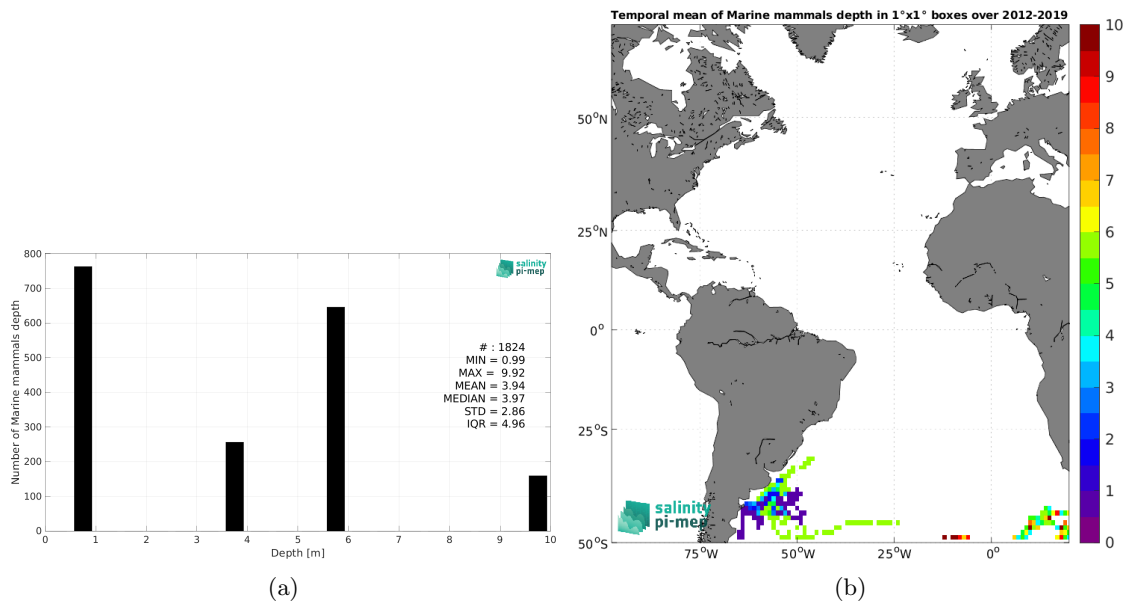 800
700
600
500
400
300
200
100
0
Number of Marine mammals depth
0 1 2 3 4 5 6 7 8 9 10
Depth [m]
salinity
pi-mep
# : 1824
MIN = 0.99
MAX = 9.92
MEAN = 3.94
MEDIAN = 3.97
STD = 2.86
IQR = 4.96
(a)
Temporal mean of Marine mammals depth in 1°x1° boxes over 2012-2019
50°N
25°N
0°
25°S
50°S
75°W 50°W 25°W 0°
salinity
pi-mep
10
9
8
7
6
5
4
3
2
1
0
(b)